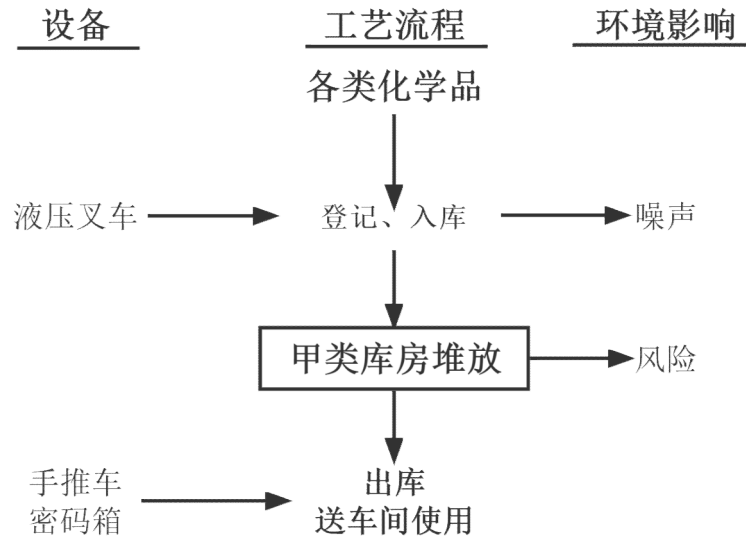 设备 工艺流程 环境影响
各类化学品
液压叉车 登记、入库 噪声
甲类库房堆放 风险
手推车 出库
密码箱 送车间使用